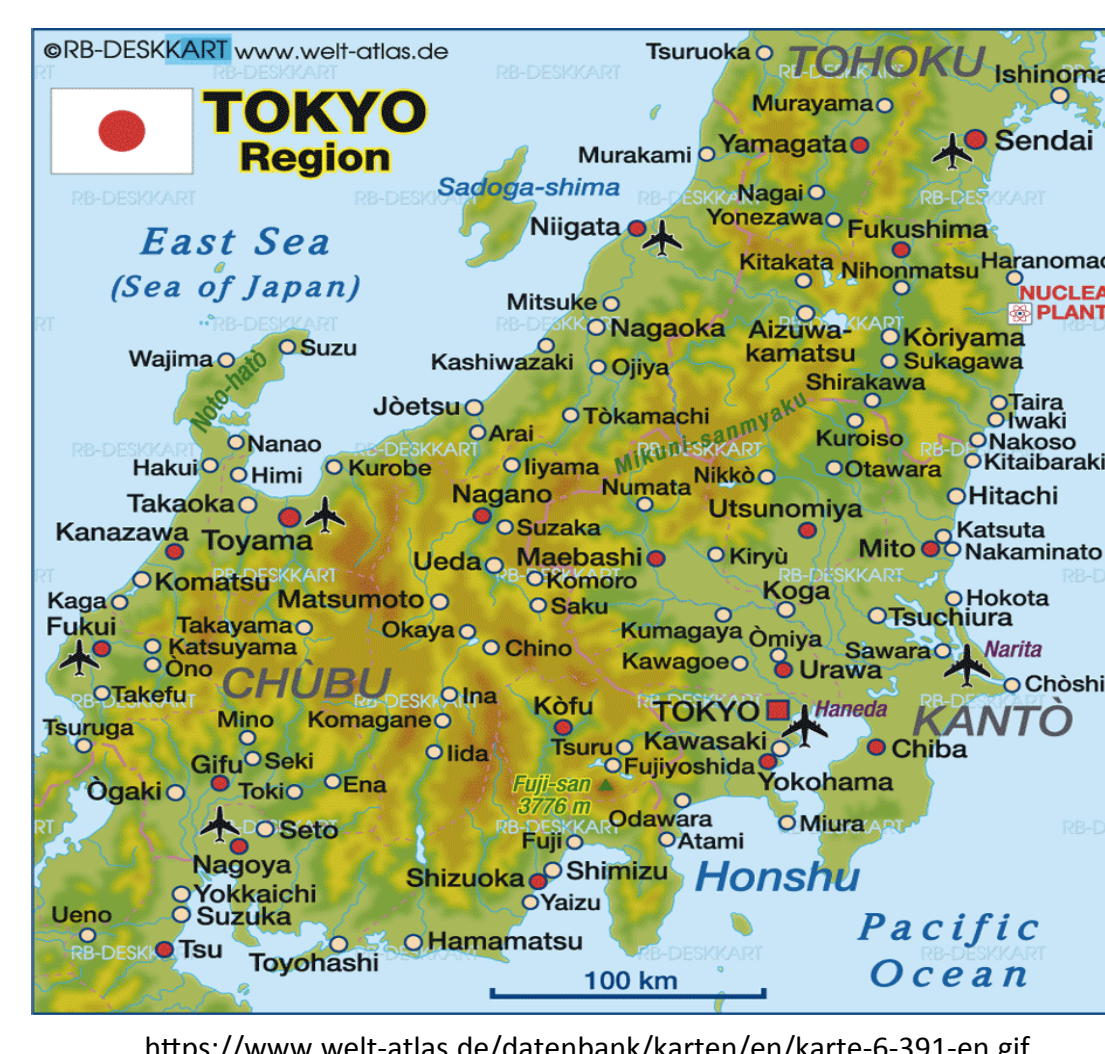 ©RB-DESKKART www.welt-atlas.de
TOKYO
Region
TOHOKU
Tsuruoka
Ishinoma
Murayama
Yamagata
Sendai
Murakami
Sadoga-shima
Nagai
Niigata
Yonezawa
Fukushima
East Sea
(Sea of Japan)
Kitakata
Nihonmatsu
Haranomac
NUCLEA
PLANT
Mitsuke
Nagaoka
Aizuwa-
kamatsu
Kòriyama
Wajima
Suzu
Noto-hato
Kashiwazaki
Ojiya
Sukagawa
Shirakawa
Jòetsu
Tòkamachi
Taira
Iwaki
Mikuni-sanmyaku
Kuroiso
Nakoso
Nanao
Arai
Kitaibaraki
Hakui
Himi
Kurobe
Iiyama
Nikkò
Otawara
Takaoka
Nagano
Numata
Hitachi
Kanazawa
Toyama
Suzaka
Utsunomiya
Katsuta
Mito
Nakaminato
Ueda
Maebashi
Kiryù
Komatsu
Komoro
Kaga
Matsumoto
Saku
Koga
Hokota
Fukui
Takayama
Okaya
Kumagaya
Tsuchiura
Katsuyama
Chino
Òmiya
Sawara
Narita
Òno
Kawagoe
Urawa
CHÙBU
Takefu
Ina
Chòshi
Tsuruga
Mino
Komagane
Kòfu
TOKYO
Haneda
KANTÒ
Seki
Iida
Tsuru
Kawasaki
Chiba
Gifu
Fujiyoshida
Ògaki
Toki
Ena
Fuji-san
3776 m
Yokohama
Odawara
Seto
Fuji
Atami
Miura
Nagoya
Shizuoka
Shimizu
Honshu
Yokkaichi
Yaizu
Ueno
Suzuka
Pacific
Ocean
Tsu
Toyohashi
Hamamatsu
100 km
RB-DESKKART
https://www.welt-atlas.de/datenbank/karten/en/karte-6-391-en.gif